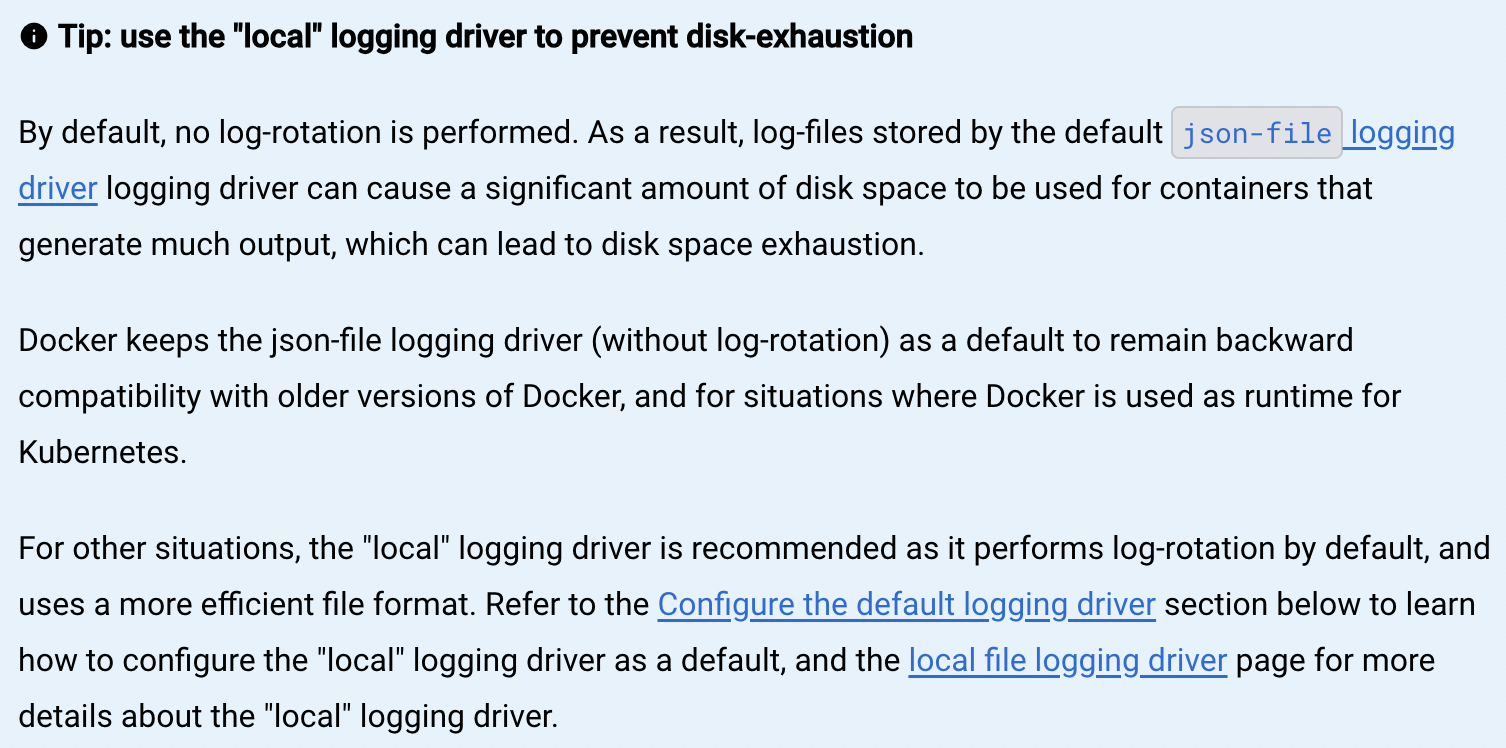 Tip: use the "local" logging driver to prevent disk-exhaustion
By default, no log-rotation is performed. As a result, log-files stored by the default json-file logging
driver logging driver can cause a significant amount of disk space to be used for containers that
generate much output, which can lead to disk space exhaustion.
Docker keeps the json-file logging driver (without log-rotation) as a default to remain backward
compatibility with older versions of Docker, and for situations where Docker is used as runtime for
Kubernetes.
For other situations, the "local" logging driver is recommended as it performs log-rotation by default, and
uses a more efficient file format. Refer to the Configure the default logging driver section below to learn
how to configure the "local" logging driver as a default, and the local file logging driver page for more
details about the "local" logging driver.